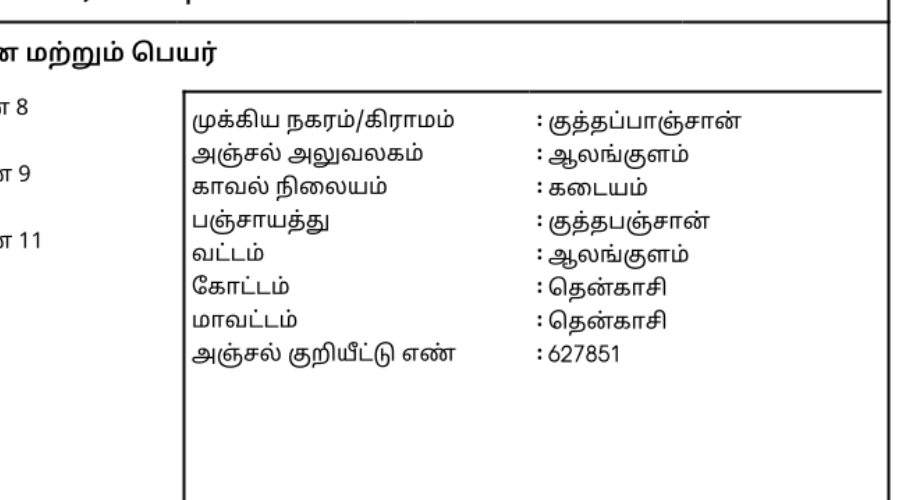 மற்றும் பெயர்
8
முக்கிய நகரம்/கிராமம் : குத்தப்பாஞ்சான்
அஞ்சல் அலுவலகம் : ஆலங்குளம்
9
காவல் நிலையம் : கடையம்
பஞ்சாயத்து : குத்தபஞ்சான்
11
வட்டம் : ஆலங்குளம்
கோட்டம் : தென்காசி
மாவட்டம் : தென்காசி
அஞ்சல் குறியீட்டு எண் : 627851